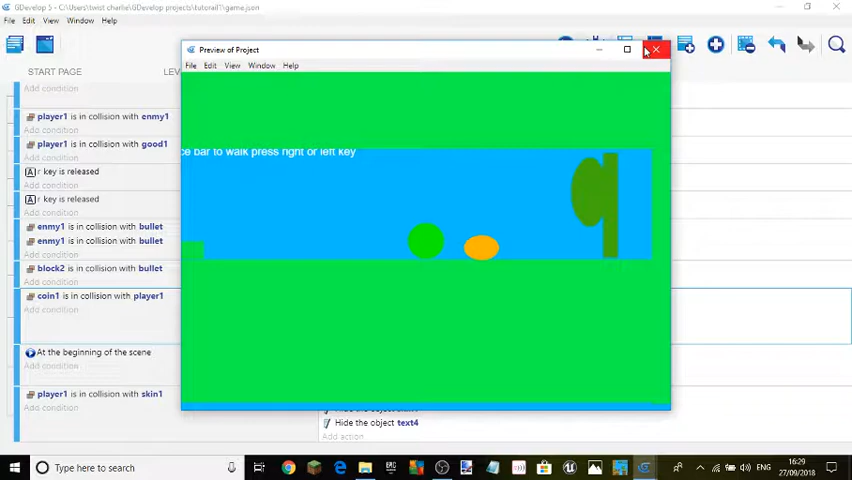 GDevelop 5 - C:\Users\twist charlie\GDevelop projects\tutorail1\game.json
File Edit View Window Help
START PAGE
Add condition
player1 is in collision with enmy1
Add condition
player1 is in collision with good1
Add condition
r key is released
Add condition
r key is released
Add condition
enmy1 is in collision with bullet
enmy1 is in collision with bullet
Add condition
block2 is in collision with bullet
Add condition
coin1 is in collision with player1
Add condition
At the beginning of the scene
Add condition
player1 is in collision with skin1
Add condition
Preview of Project
File Edit View Window Help
ce bar to walk press right or left key
Hide the object
Hide the object text4
Add action
Type here to search
EPIC
ENG
16:29
27/09/2018